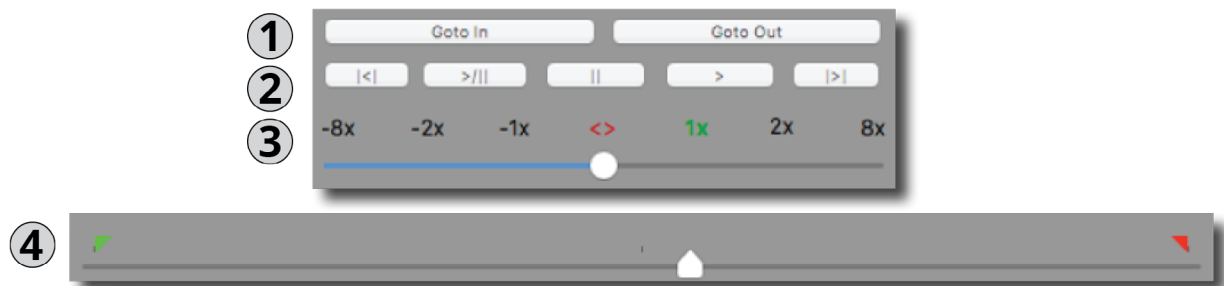 1 Goto In Goto Out
2 |<| >/|| || > |>|
3 -8x -2x -1x <> 1x 2x 8x
4